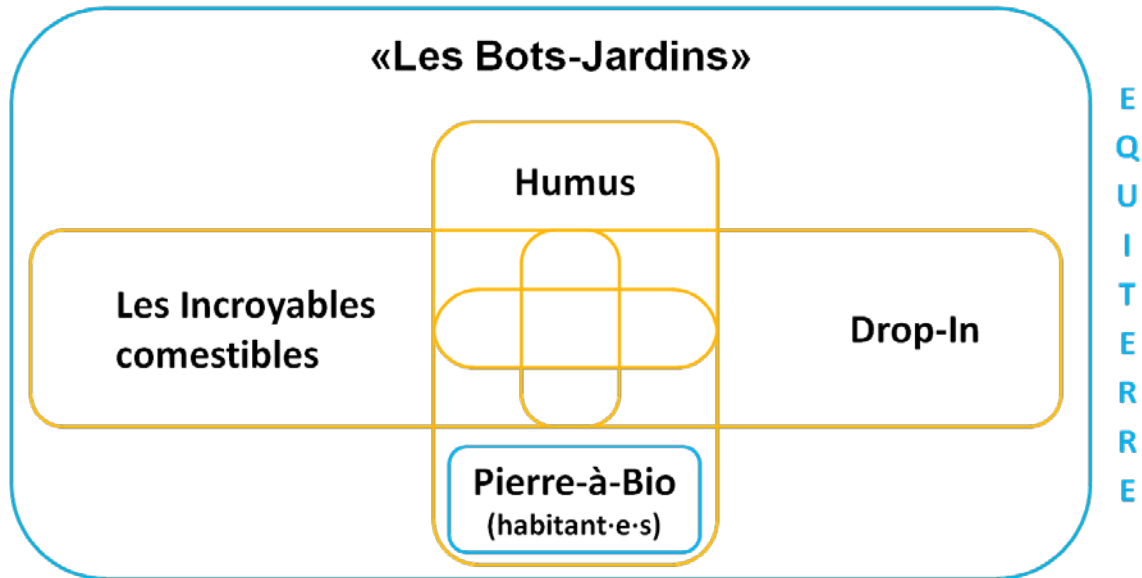 «Les Bots-Jardins»
Humus
Les Incroyables
comestibles
Drop-In
Pierre-à-Bio
(habitant·e·s)
E
Q
U
I
T
E
R
R
E